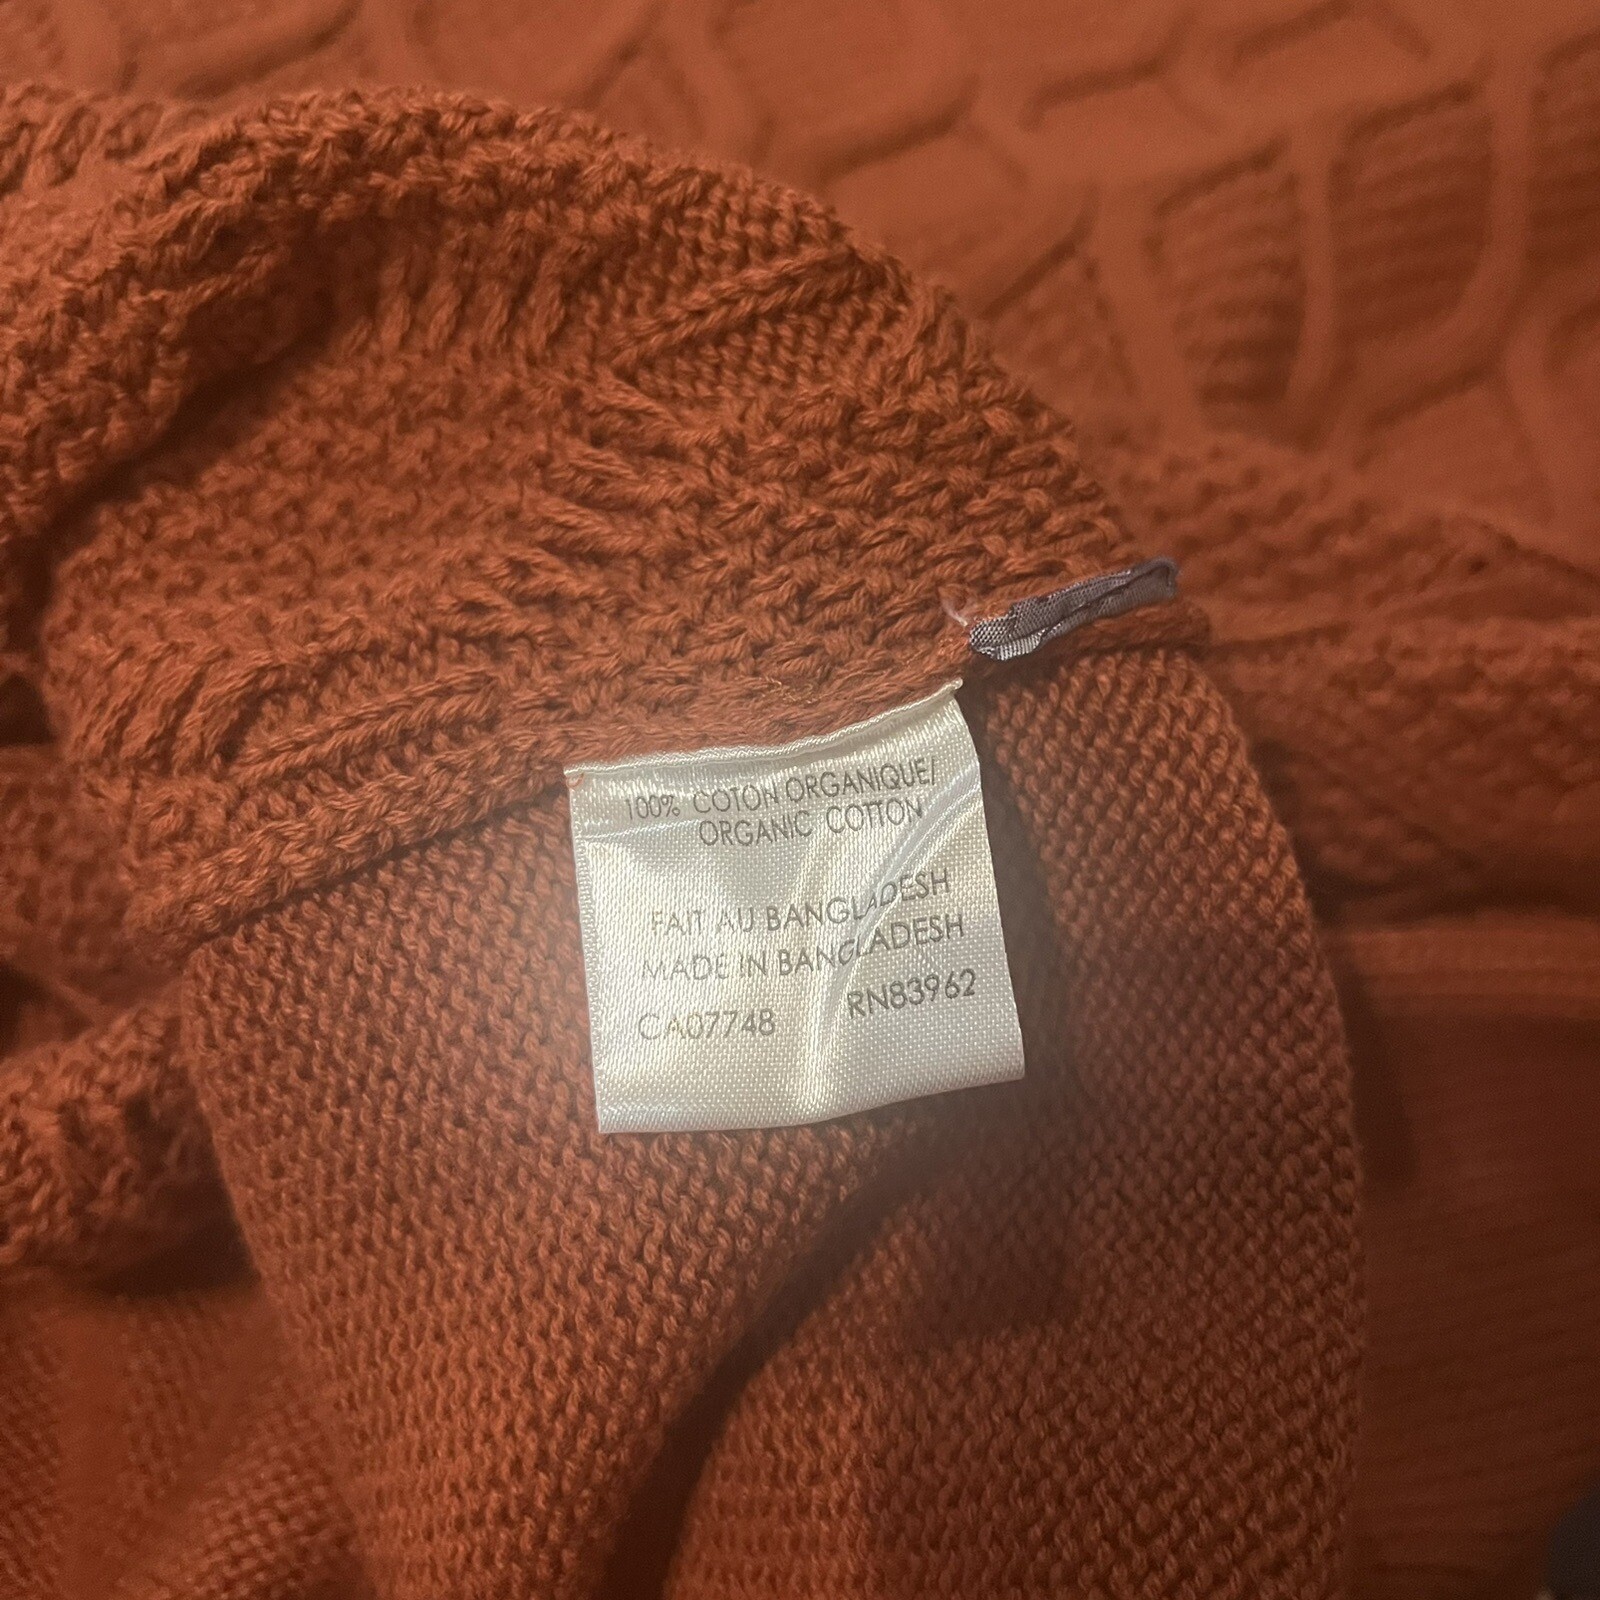 100% COTON ORGANIQUE/
ORGANIC COTTON
FAIT AU BANGLADESH
MADE IN BANGLADESH
CA07748 RN83962